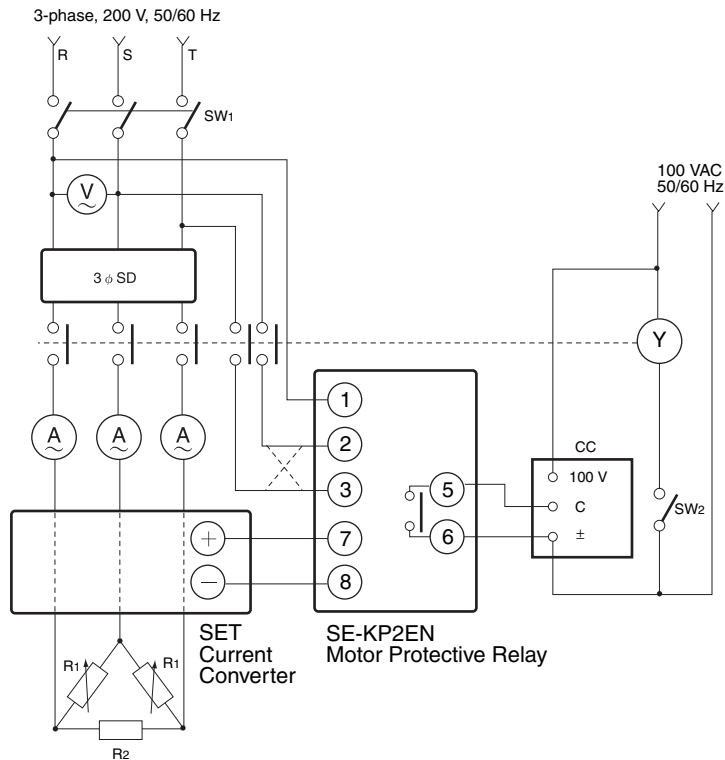 3-phase, 200 V, 50/60 Hz
R S T
SW1
100 VAC
50/60 Hz
V
3 ϕ SD
Y
1
A A A
2
CC
3
100 V
5
C
SW2
+
7
6
±
−
8
SET
Current
Converter
SE-KP2EN
Motor Protective Relay
R1 R1
R2